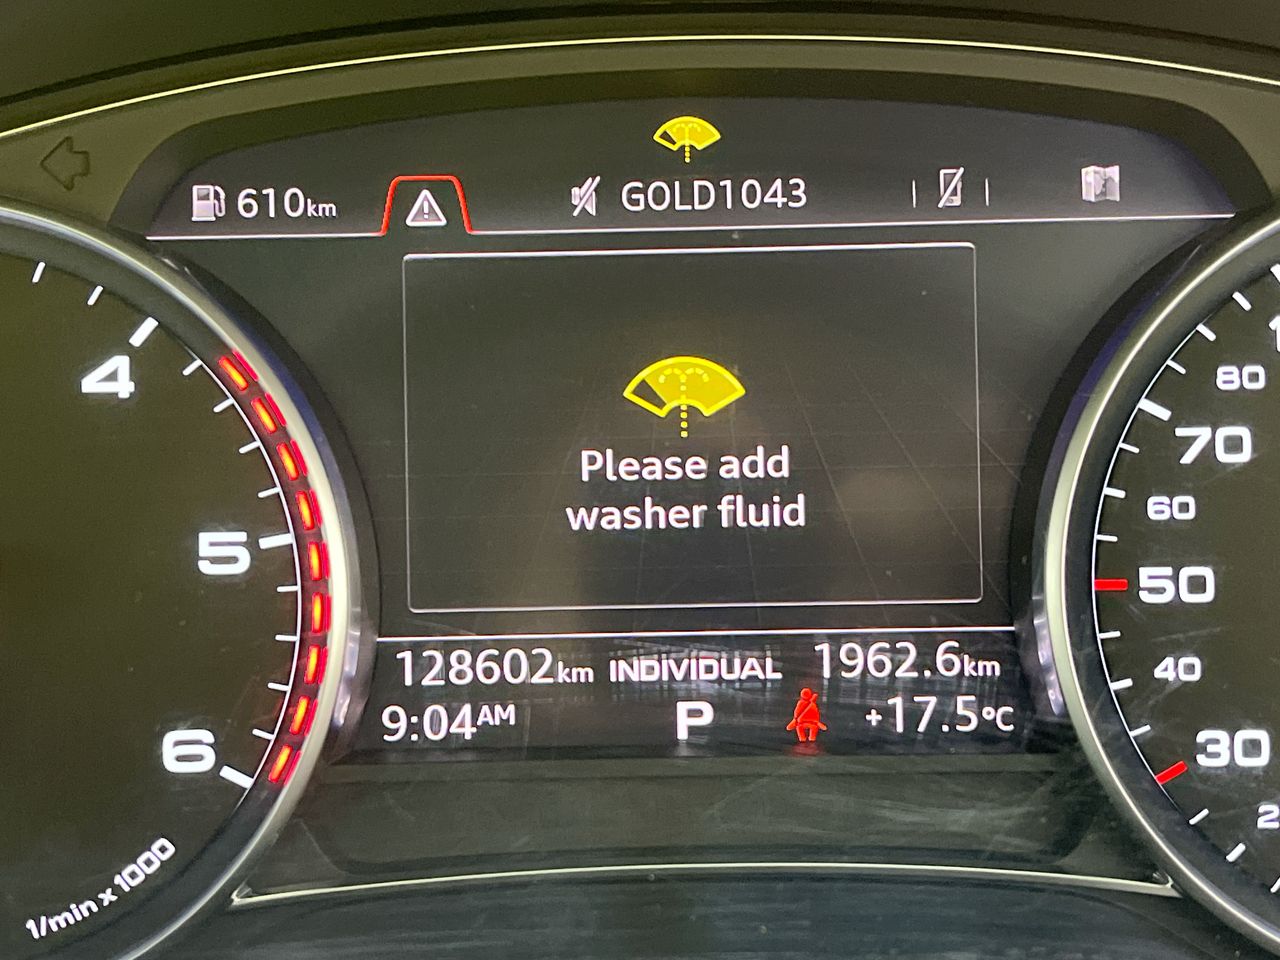 610km
GOLD1043
Please add
washer fluid
128602km INDIVIDUAL 1962.6km
9:04AM P +17.5°C
4
5
6
1/min x 1000
80
70
60
50
40
30